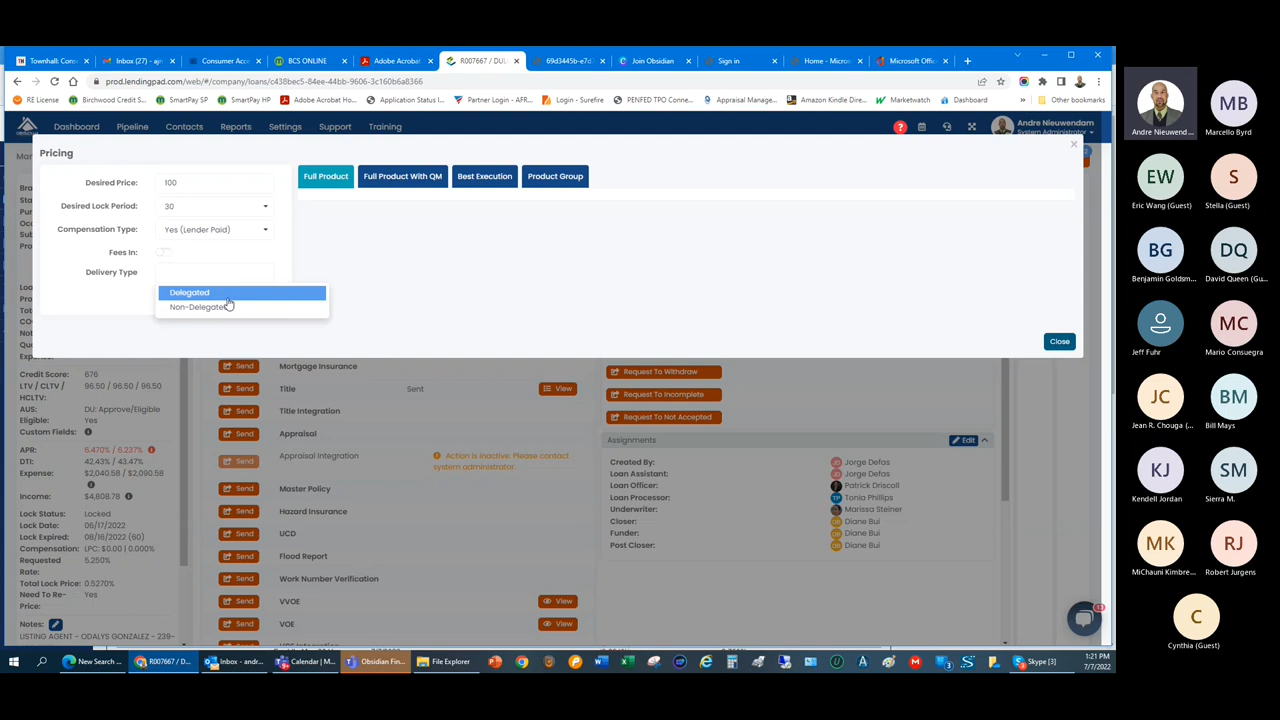 Townhall: Cons
Inbox (27) - ajn
Consumer Acc
BCS ONLINE
Adobe Acrobat
R007667 / DU
69d3445b-e7d
Join Obsidian
Sign in
Home - Micros
Microsoft Offic
prod.lendingpad.com/web/#/company/loans/c438bec5-84ee-44bb-9606-3c160b6a8366
RE License
Birchwood Credit S...
SmartPay SP
SmartPay HP
Adobe Acrobat Ho...
Application Status I...
Partner Login - AFR...
Login - Surefire
PENFED TPO Conne...
Appraisal Manage...
Amazon Kindle Dire...
Marketwatch
Dashboard
Other bookmarks
Dashboard
Pipeline
Contacts
Reports
Settings
Support
Training
Andre Nieuwendam
System Administrator
Pricing
Desired Price: 100
Desired Lock Period: 30
Compensation Type: Yes (Lender Paid)
Fees In:
Delivery Type
Delegated
Non-Delegated
Full Product
Full Product With QM
Best Execution
Product Group
Close
Credit Score: 676
LTV / CLTV / 96.50 / 96.50 / 96.50
HCLTV:
AUS: DU: Approve/Eligible
Eligible: Yes
Custom Fields:
APR: 6.470% / 6.237%
DTI: 42.43% / 43.47%
Expense: $2,040.58 / $2,090.58
Income: $4,808.78
Lock Status: Locked
Lock Date: 06/17/2022
Lock Expired: 08/16/2022 (60)
Compensation: LPC: $0.00 | 0.000%
Requested 5.250%
Rate:
Total Lock Price: 0.5270%
Need To Re- Yes
Price:
Notes:
LISTING AGENT - ODALYS GONZALEZ - 239-
Send Mortgage Insurance
Send Title Sent View
Send Title Integration
Send Appraisal
Send Appraisal Integration Action is inactive. Please contact
system administrator.
Send Master Policy
Send Hazard Insurance
Send UCD
Send Flood Report
Send Work Number Verification
Send VVOE View
Send VOE View
Request To Withdraw
Request To Incomplete
Request To Not Accepted
Assignments Edit
Created By: Jorge Defas
Loan Assistant: Jorge Defas
Loan Officer: Patrick Driscoll
Loan Processor: TP Tonia Phillips
Underwriter: Marissa Steiner
Closer: Diane Bui
Funder: Diane Bui
Post Closer: Diane Bui
13
New Search ...
R007667 / D...
Inbox - andr...
Calendar | M...
Obsidian Fin...
File Explorer
Skype [3]
1:21 PM
7/7/2022
Andre Nieuwend...
MB
Marcello Byrd
EW
Eric Wang (Guest)
S
Stella (Guest)
BG
Benjamin Goldsm...
DQ
David Queen (Gue...
Jeff Fuhr
MC
Mario Consuegra
JC
Jean R. Chouga (...
BM
Bill Mays
KJ
Kendell Jordan
SM
Sierra M.
MK
MiChauni Kimbre...
RJ
Robert Jurgens
C
Cynthia (Guest)